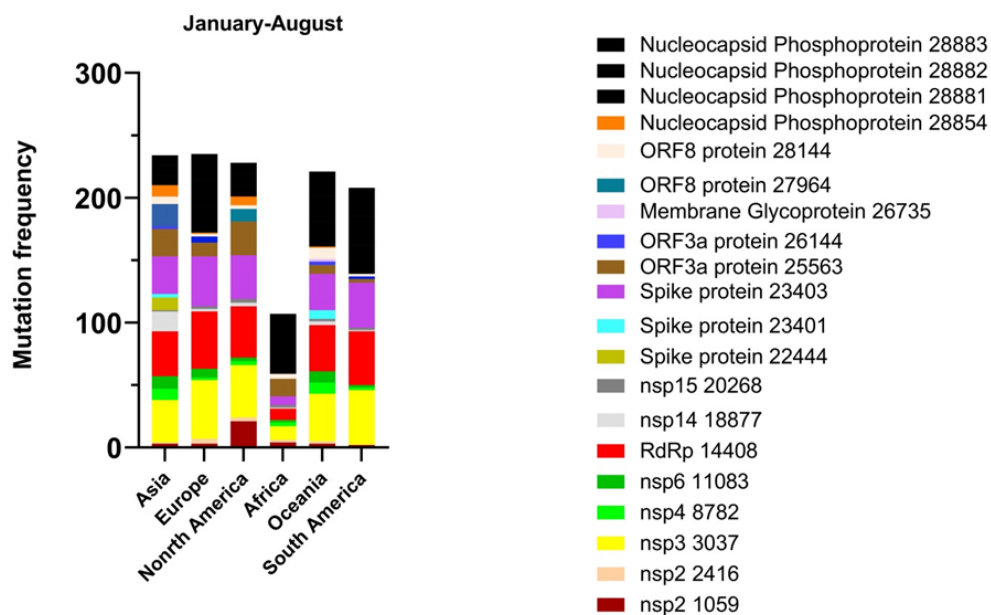 January-August
Mutation frequency
300
200
100
0
Asia
Europe
Nonrth America
Africa
Oceania
South America
Nucleocapsid Phosphoprotein 28883
Nucleocapsid Phosphoprotein 28882
Nucleocapsid Phosphoprotein 28881
Nucleocapsid Phosphoprotein 28854
ORF8 protein 28144
ORF8 protein 27964
Membrane Glycoprotein 26735
ORF3a protein 26144
ORF3a protein 25563
Spike protein 23403
Spike protein 23401
Spike protein 22444
nsp15 20268
nsp14 18877
RdRp 14408
nsp6 11083
nsp4 8782
nsp3 3037
nsp2 2416
nsp2 1059